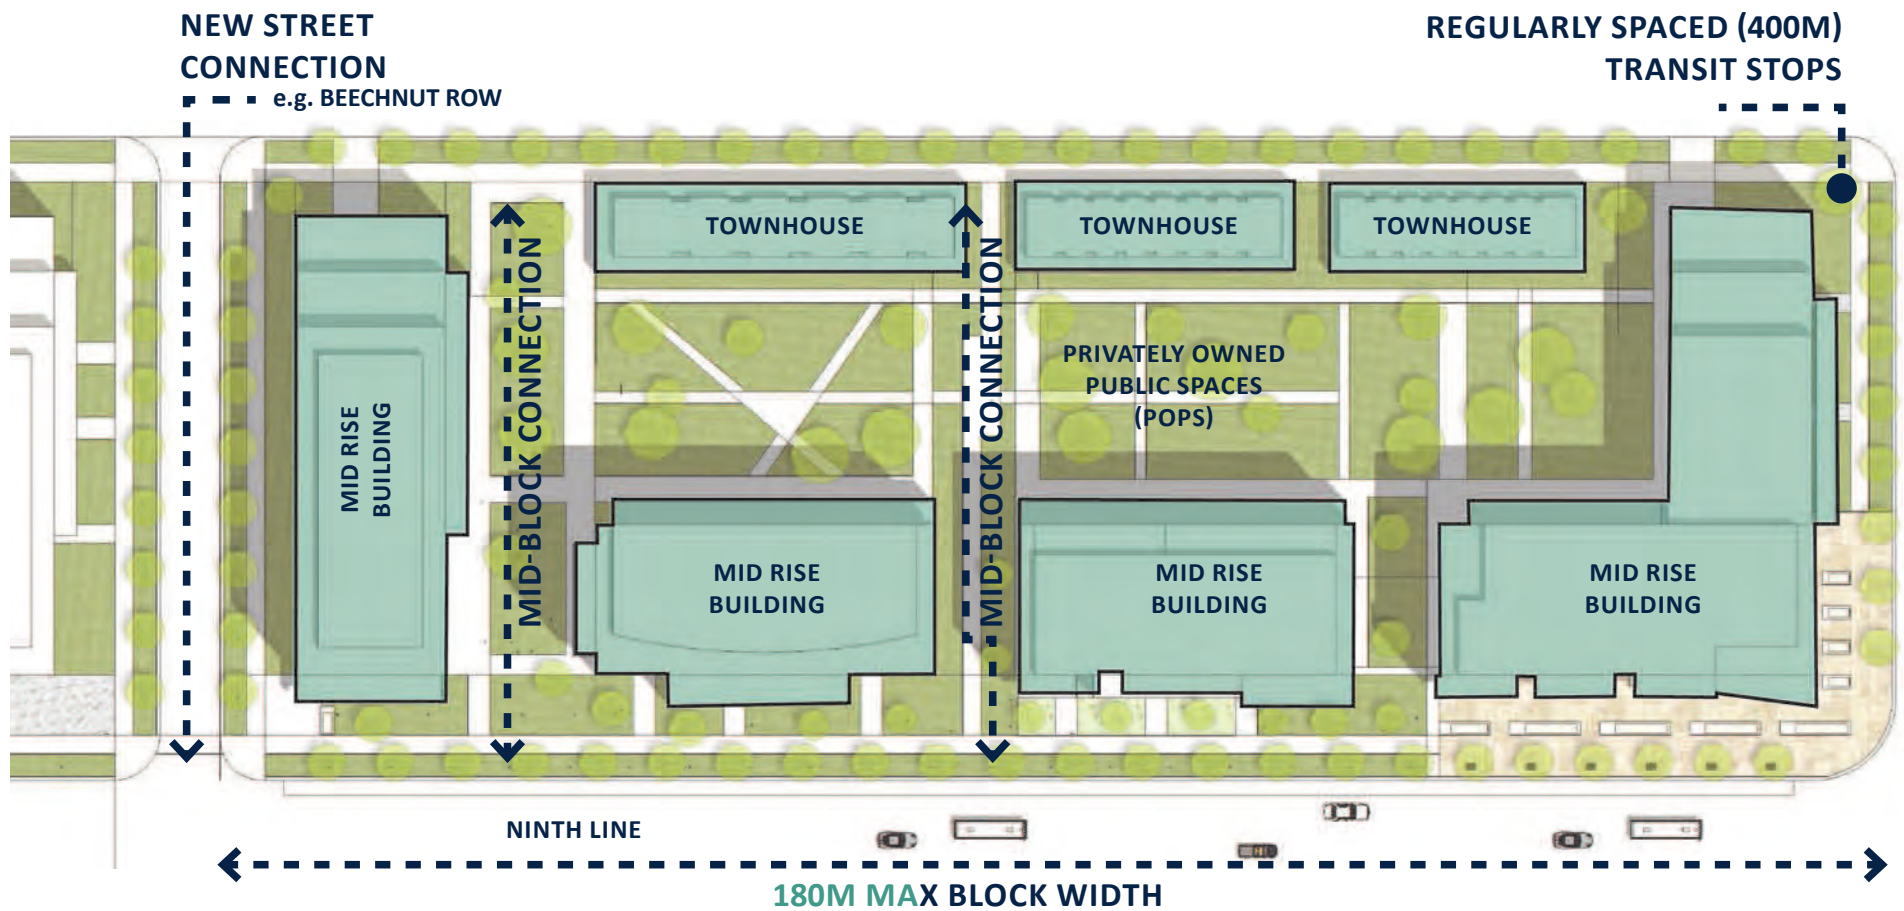 NEW STREET
CONNECTION
e.g. BEECHNUT ROW
REGULARLY SPACED (400M)
TRANSIT STOPS
TOWNHOUSE
TOWNHOUSE
TOWNHOUSE
MID-BLOCK CONNECTION
MID-BLOCK CONNECTION
PRIVATELY OWNED
PUBLIC SPACES
(POPS)
MID RISE
BUILDING
MID RISE
BUILDING
MID RISE
BUILDING
MID RISE
BUILDING
NINTH LINE
180M MAX BLOCK WIDTH